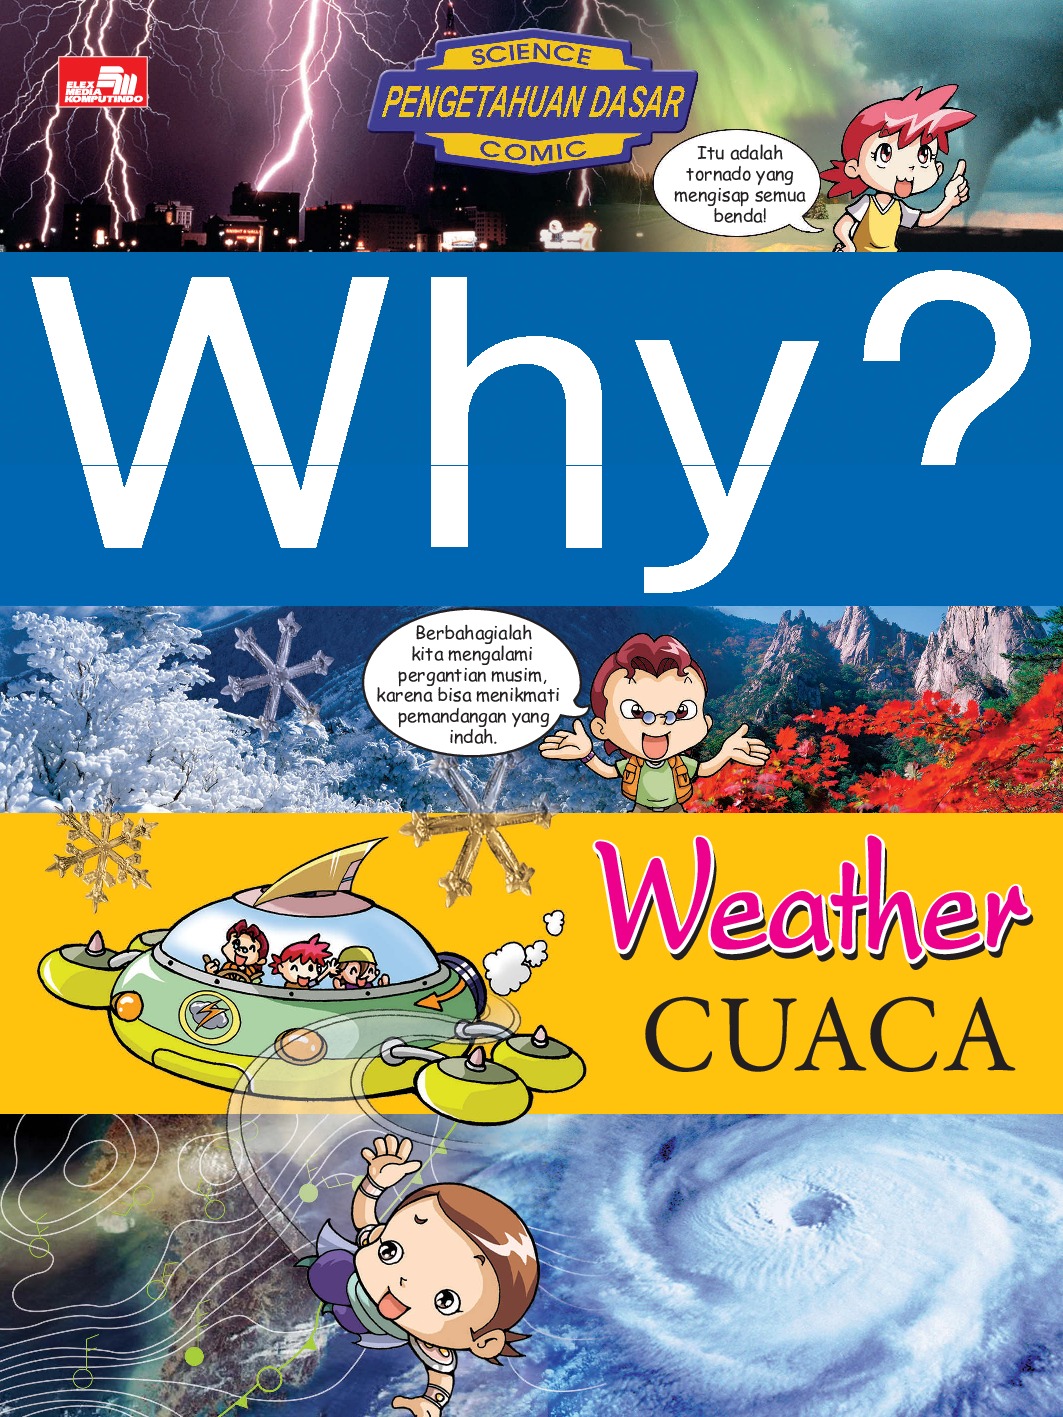 ELEX
MEDIA
KOMPUTINDO
SCIENCE
PENGETAHUAN DASAR
COMIC
Itu adalah
tornado yang
mengisap semua
benda!
Why?
Berbahagialah
kita mengalami
pergantian musim,
karena bisa menikmati
pemandangan yang
indah.
Weather
CUACA